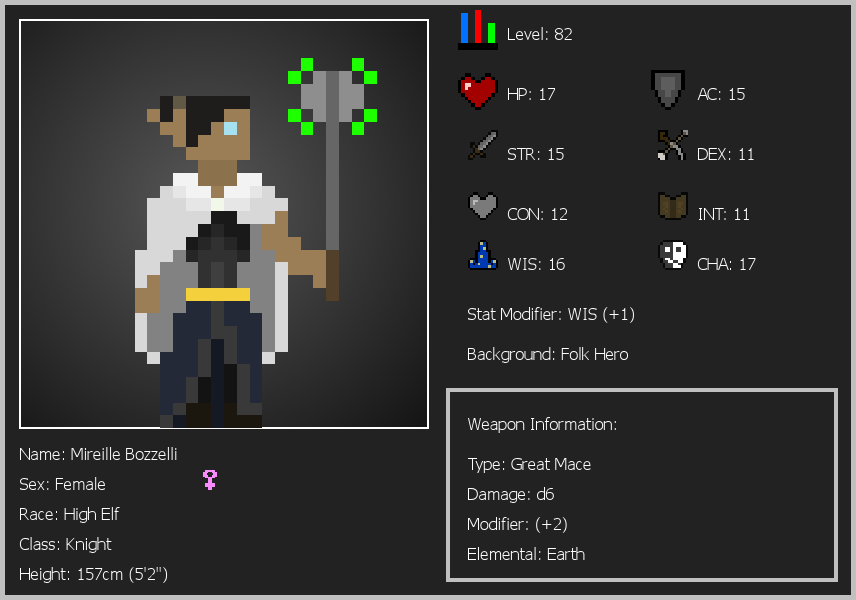 Level: 82
HP: 17
AC: 15
STR: 15
DEX: 11
CON: 12
INT: 11
WIS: 16
CHA: 17
Stat Modifier: WIS (+1)
Background: Folk Hero
Name: Mireille Bozzelli
Sex: Female
Race: High Elf
Class: Knight
Height: 157cm (5'2")
Weapon Information:
Type: Great Mace
Damage: d6
Modifier: (+2)
Elemental: Earth